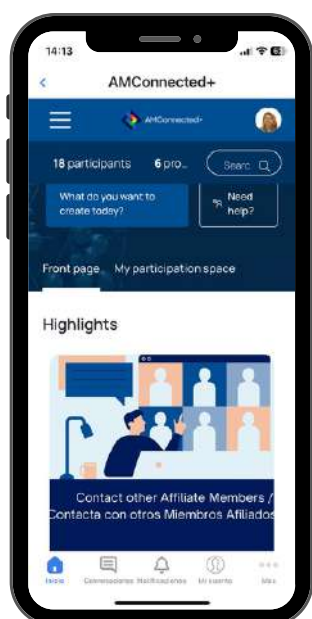 14:13
AMConnected+
AMConnected+
18 participants 6 pro... Searc
What do you want to
create today?
Need
help?
Front page My participation space
Highlights
Contact other Affiliate Members /
Contacta con otros Miembros Afiliados
Inicio Conversaciones Notificaciones Mi cuenta Más